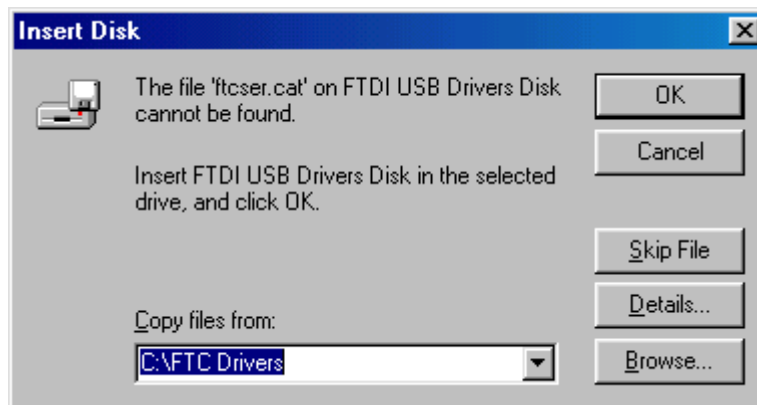 Insert Disk
The file 'ftcser.cat' on FTDI USB Drivers Disk
cannot be found.
Insert FTDI USB Drivers Disk in the selected
drive, and click OK.
Copy files from:
C:\FTC Drivers
OK
Cancel
Skip File
Details...
Browse...